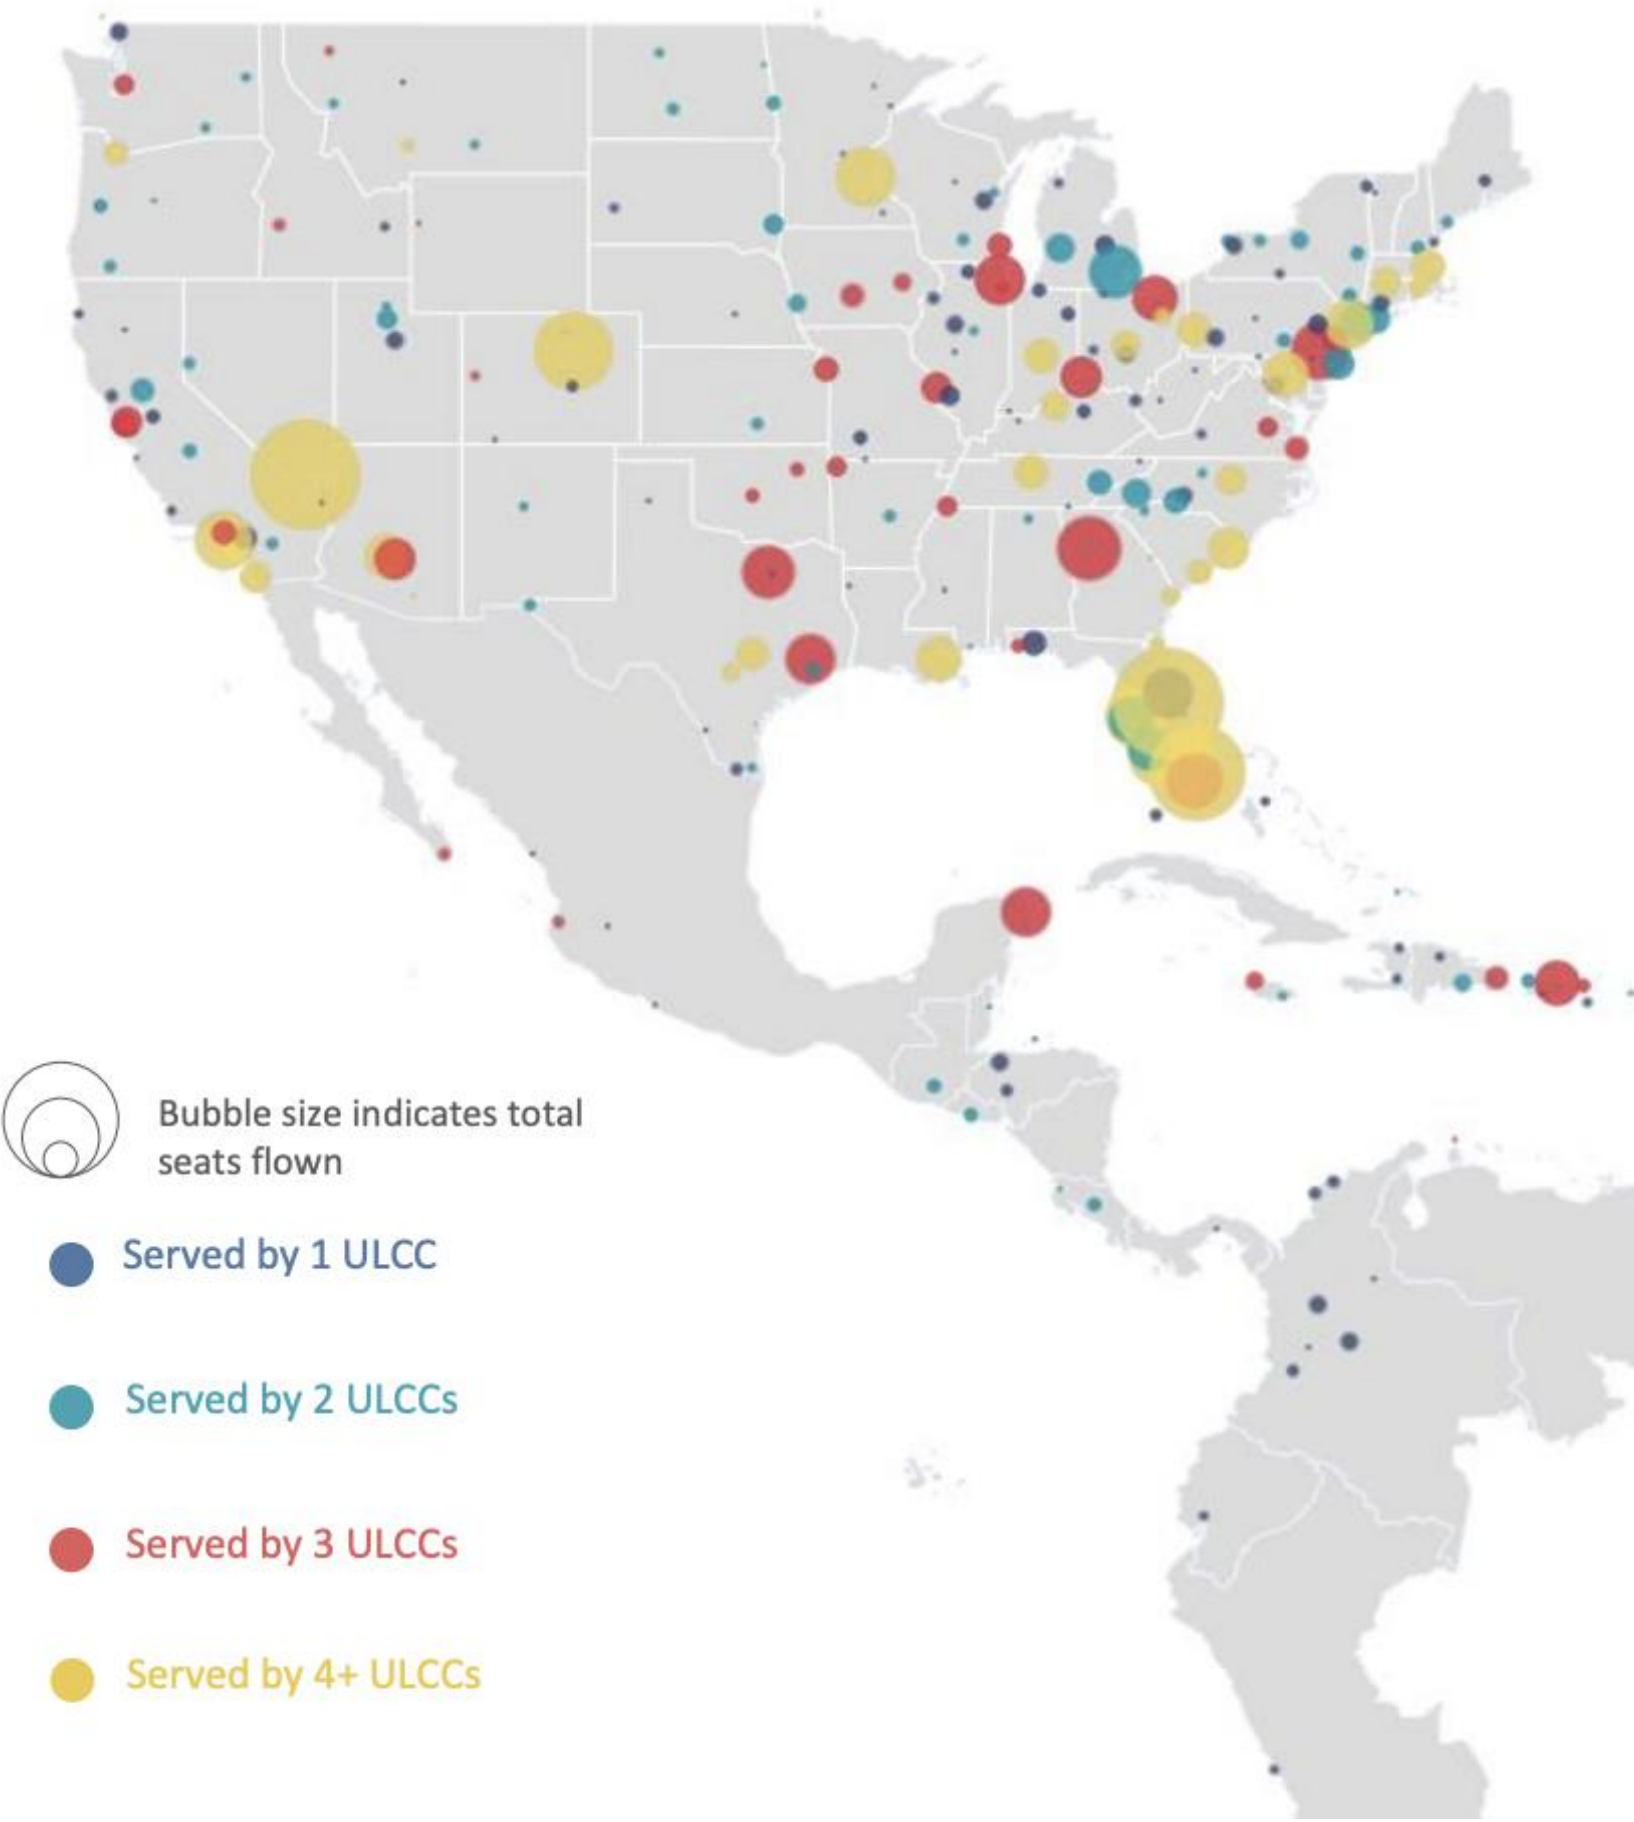 Bubble size indicates total
seats flown
Served by 1 ULCC
Served by 2 ULCCs
Served by 3 ULCCs
Served by 4+ ULCCs